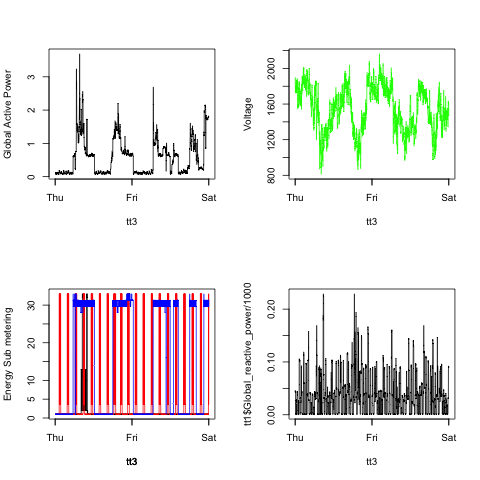 Global Active Power
3
2
1
0
Thu
Fri
Sat
tt3
Voltage
2000
1600
1200
800
Thu
Fri
Sat
tt3
Energy Sub metering
30
20
15
10
5
0
Thu
Fri
Sat
tt3
tt1$Global_reactive_power/1000
0.20
0.10
0.00
Thu
Fri
Sat
tt3